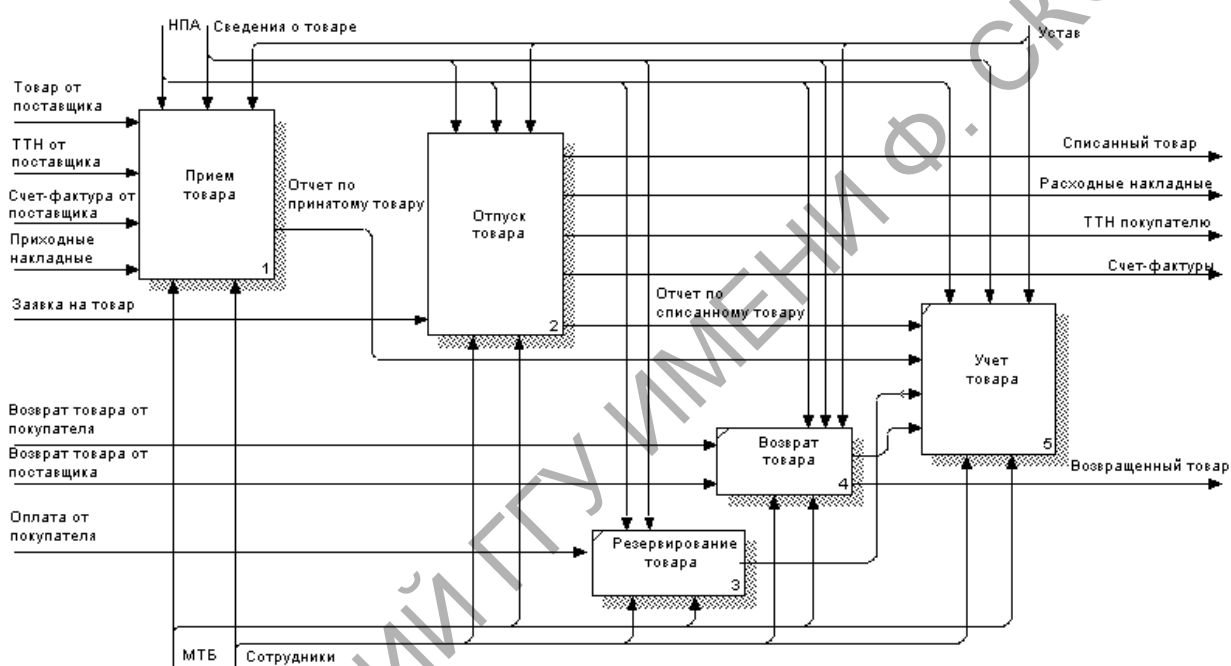 НПА
Сведения о товаре
Устав
Товар от
поставщика
ТТН от
поставщика
Счет-фактура от
поставщика
Приходные
накладные
Заявка на товар
Возврат товара от
покупателя
Возврат товара от
поставщика
Оплата от
покупателя
Прием
товара
1
Отчет по
принятому товару
Отпуск
товара
2
Отчет по
списанному товару
Резервирование
товара
3
Возврат
товара
4
Учет
товара
5
Списанный товар
Расходные накладные
ТТН покупателю
Счет-фактуры
Возвращенный товар
МТБ
Сотрудники
ГГУ ИМЕНИ Ф. СК